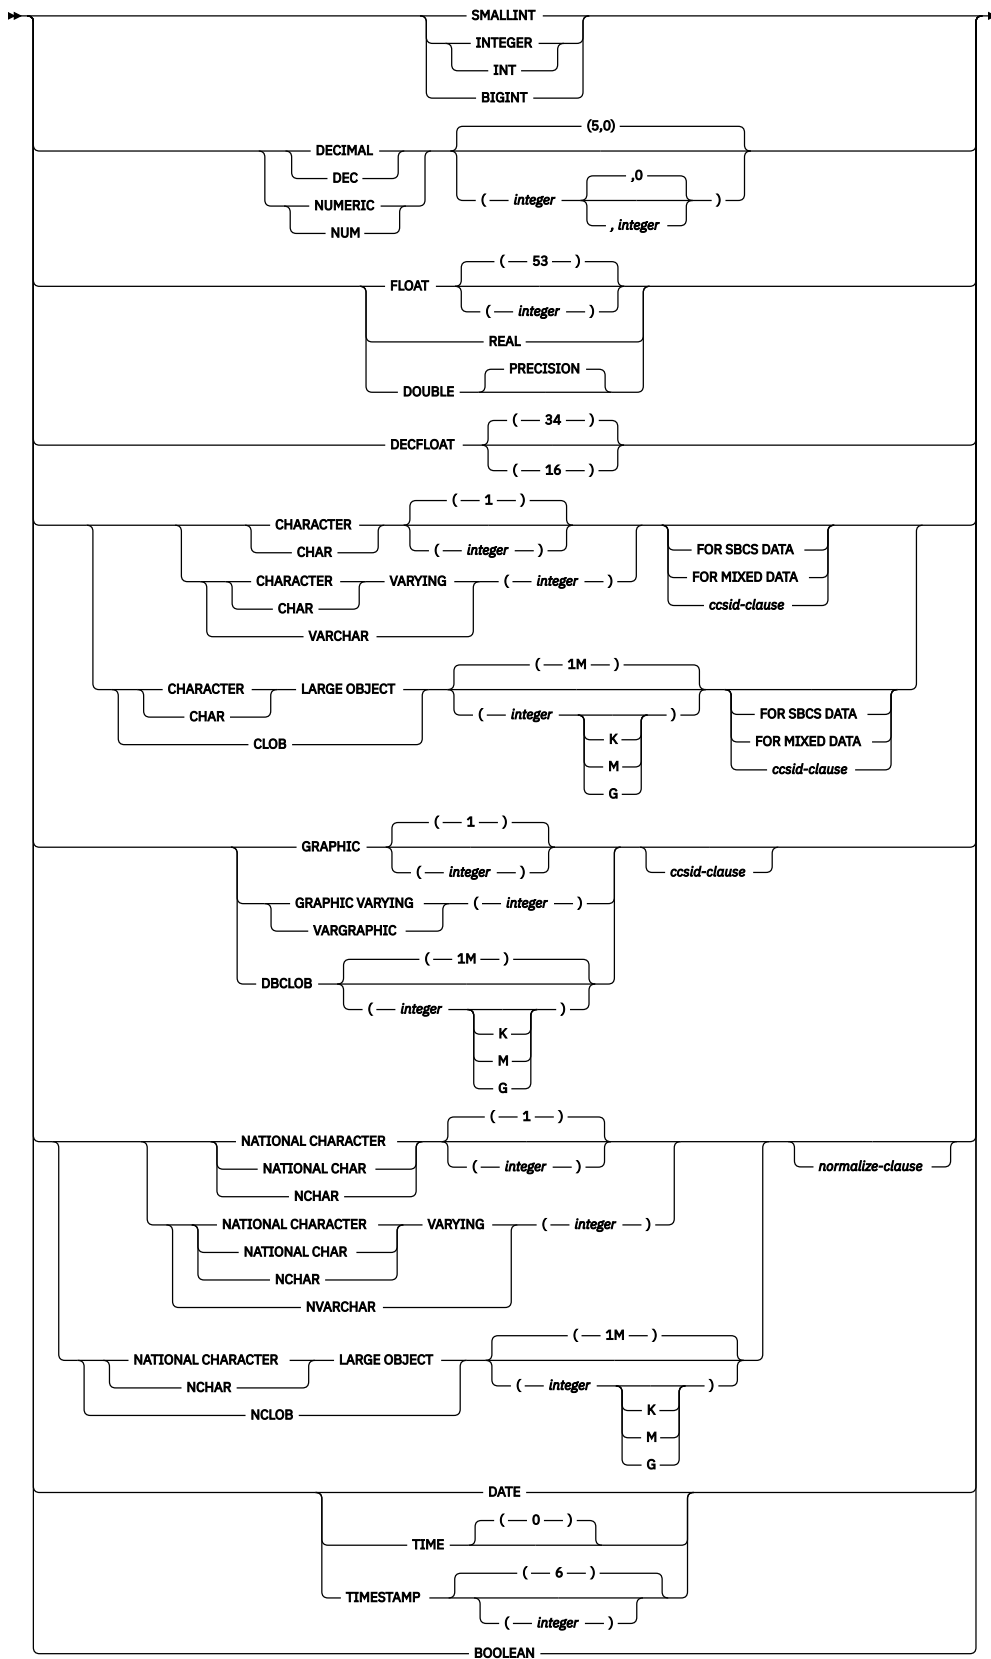 SMALLINT
INTEGER
INT
BIGINT
(5,0)
DECIMAL
DEC
,0
NUMERIC
( integer )
NUM
, integer
( 53 )
FLOAT
( integer )
REAL
PRECISION
DOUBLE
( 34 )
DECFLOAT
( 16 )
( 1 )
CHARACTER
CHAR
( integer )
FOR SBCS DATA
FOR MIXED DATA
CHARACTER VARYING ( integer )
CHAR
ccsid-clause
VARCHAR
( 1M )
CHARACTER LARGE OBJECT
CHAR
( integer )
FOR SBCS DATA
CLOB
K
FOR MIXED DATA
M
ccsid-clause
G
( 1 )
GRAPHIC
( integer )
ccsid-clause
GRAPHIC VARYING ( integer )
VARGRAPHIC
( 1M )
DBCLOB
( integer )
K
M
G
( 1 )
NATIONAL CHARACTER
NATIONAL CHAR
( integer )
normalize-clause
NCHAR
NATIONAL CHARACTER VARYING ( integer )
NATIONAL CHAR
NCHAR
NVARCHAR
( 1M )
NATIONAL CHARACTER LARGE OBJECT
NCHAR
( integer )
NCLOB
K
M
G
DATE
( 0 )
TIME
( 6 )
TIMESTAMP
( integer )
BOOLEAN